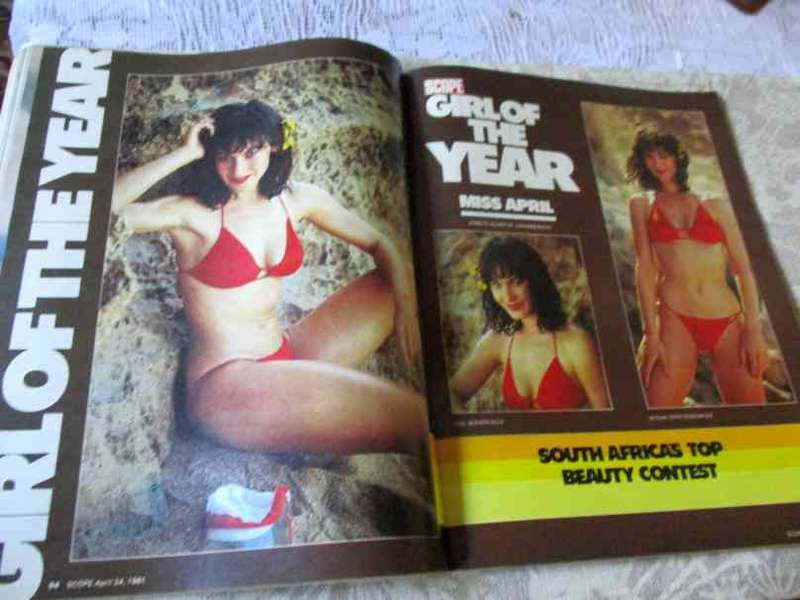 GIRL OF THE YEAR
94 SCOPE April 24, 1981
SCOPE
GIRL OF
THE
YEAR
MISS APRIL
SOUTH AFRICA'S TOP
BEAUTY CONTEST